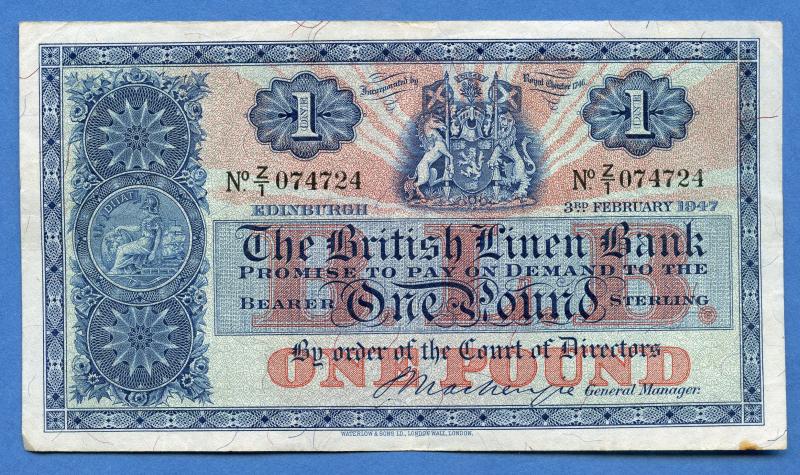 Incorporated by Royal Charter 1746
1 ONE 1 ONE
No Z/1 074724 No Z/1 074724
EDINBURGH 3RD FEBRUARY 1947
The British Linen Bank
PROMISE TO PAY ON DEMAND TO THE
BEARER One Pound STERLING
B.L.B.
By order of the Court of Directors
ONE POUND
P Mackenzie General Manager.
WATERLOW & SONS LD., LONDON WALL, LONDON.